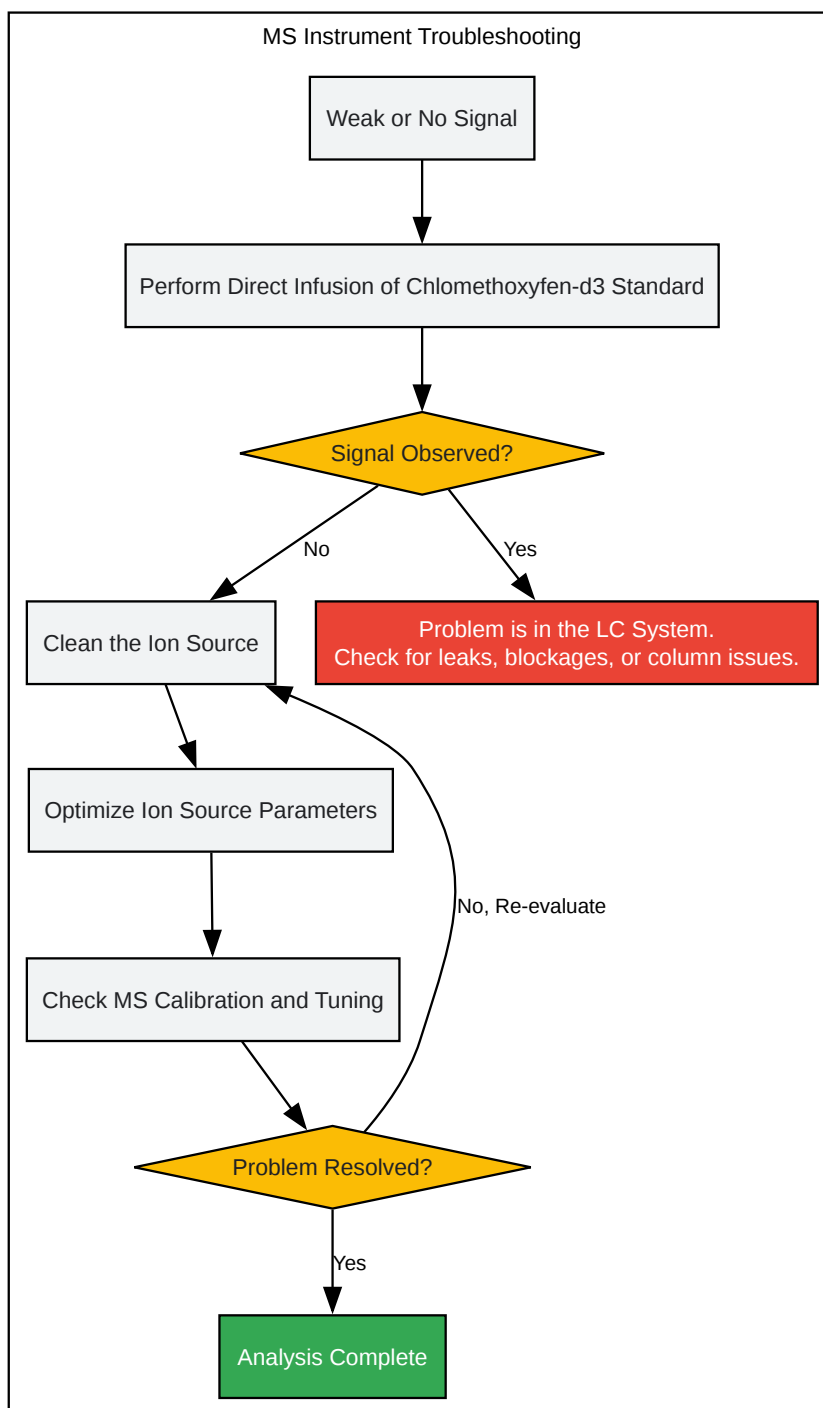 MS Instrument Troubleshooting
Weak or No Signal
Perform Direct Infusion of Chlomethoxyfen-d3 Standard
Signal Observed?
No
Yes
Clean the Ion Source
Problem is in the LC System.
Check for leaks, blockages, or column issues.
Optimize Ion Source Parameters
No, Re-evaluate
Check MS Calibration and Tuning
Problem Resolved?
Yes
Analysis Complete